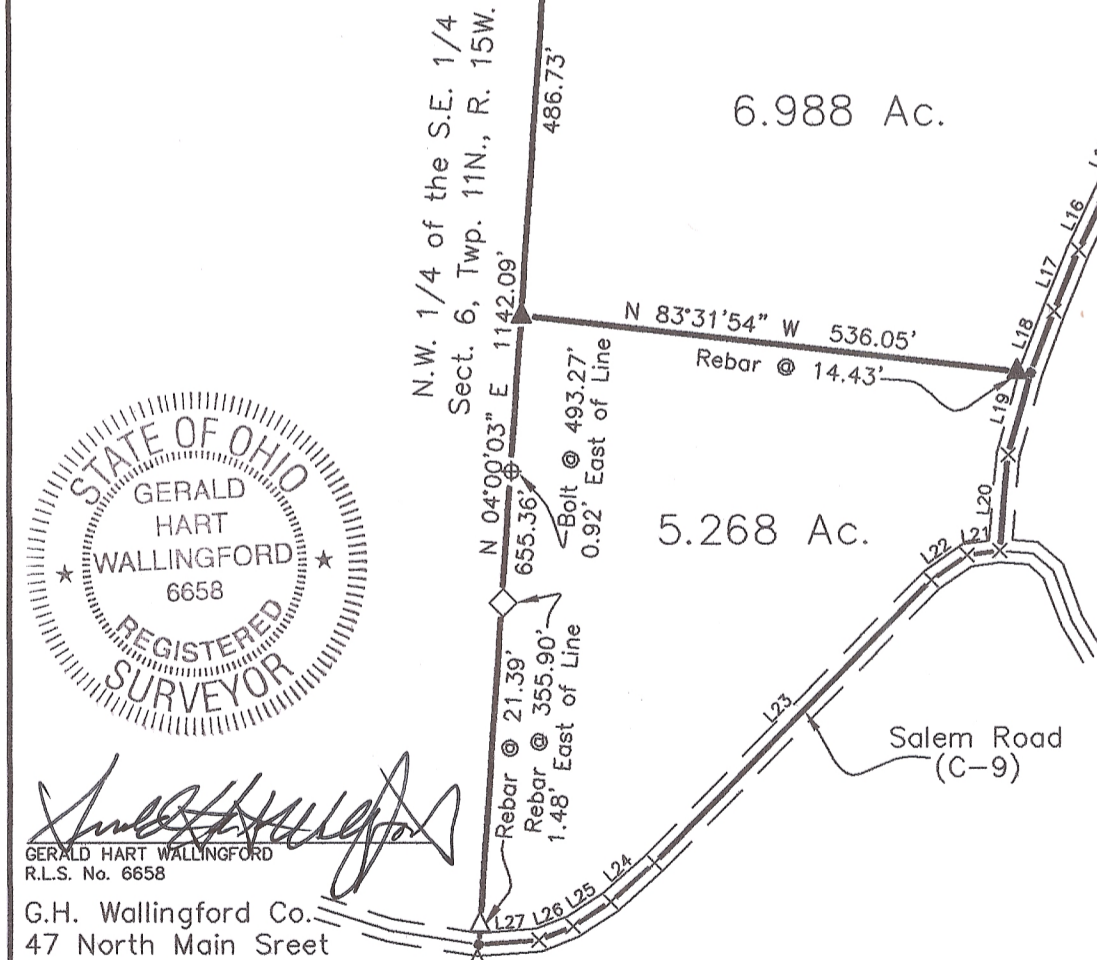 N.W. 1/4 of the S.E. 1/4
Sect. 6, Twp. 11N., R. 15W.
486.73'
6.988 Ac.
N 04°00'03" E 1142.09'
N 83°31'54" W 536.05'
Rebar @ 14.43'
L16
L17
L18
L19
L20
L21
L22
L23
L24
L25
L26
L27
655.36'
Bolt @ 493.27'
0.92' East of Line
5.268 Ac.
Rebar @ 21.39'
Rebar @ 355.90'
1.48' East of Line
Salem Road
(C-9)
STATE OF OHIO
GERALD
HART
WALLINGFORD
6658
REGISTERED
SURVEYOR
GERALD HART WALLINGFORD
R.L.S. No. 6658
G.H. Wallingford Co.
47 North Main Sreet